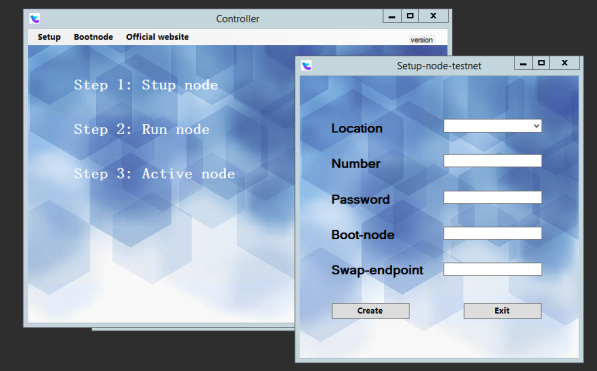 Controller
Setup Bootnode Official website
version
Step 1: Stup node
Step 2: Run node
Step 3: Active node
Setup-node-testnet
Location
Number
Password
Boot-node
Swap-endpoint
Create Exit